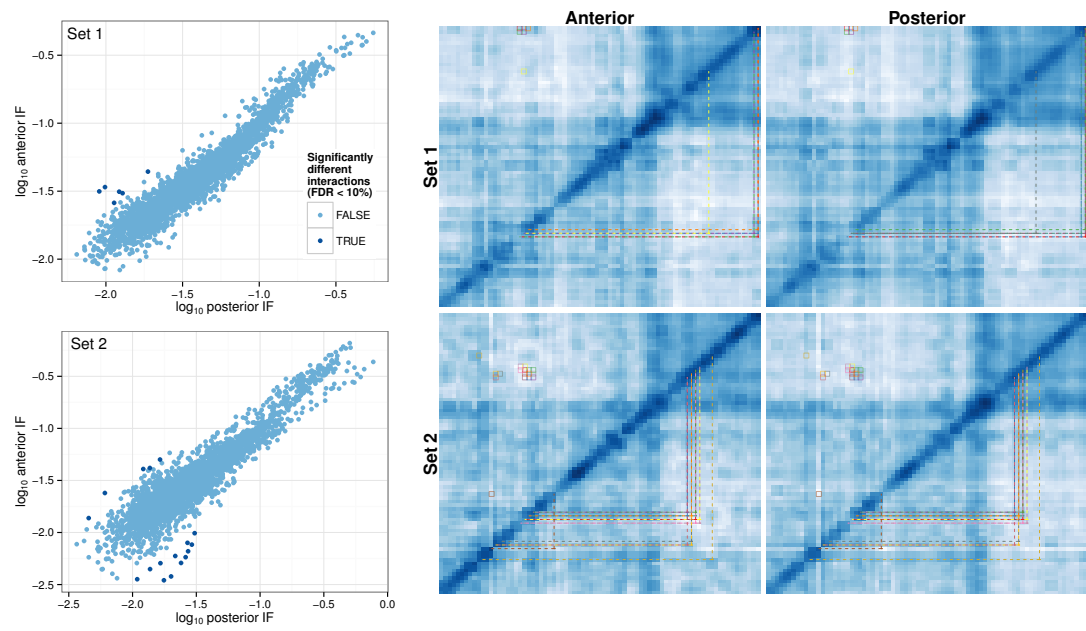 Anterior
Posterior
Set 1
−0.5
−1.0
−1.5
−2.0
log10 anterior IF
Significantly
different
interactions
(FDR < 10%)
FALSE
TRUE
−2.0
−1.5
−1.0
−0.5
log10 posterior IF
Set 1
Set 2
−0.5
−1.0
−1.5
−2.0
−2.5
log10 anterior IF
−2.5
−2.0
−1.5
−1.0
−0.5
0.0
log10 posterior IF
Set 2